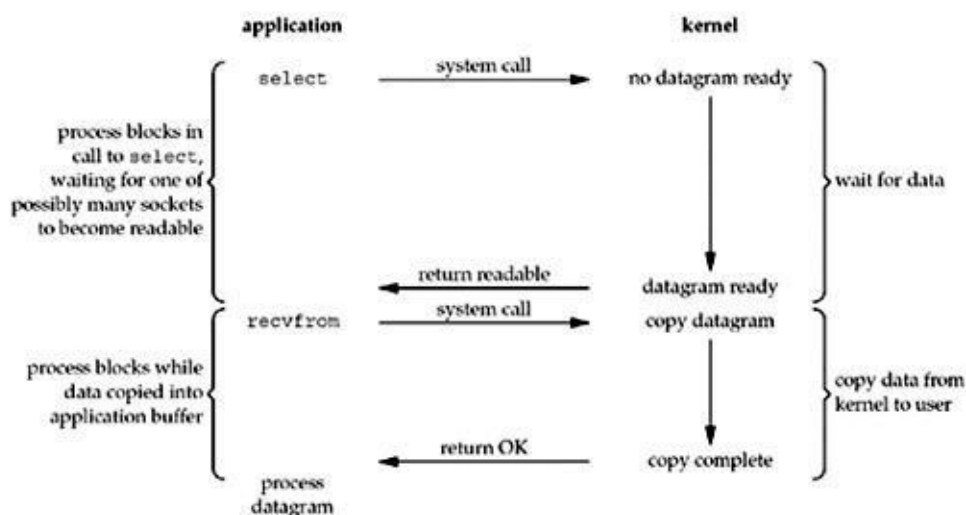 application
kernel
select
system call
no datagram ready
process blocks in
call to select,
waiting for one of
possibly many sockets
to become readable
wait for data
return readable
datagram ready
recvfrom
system call
copy datagram
process blocks while
data copied into
application buffer
copy data from
kernel to user
return OK
copy complete
process
datagram